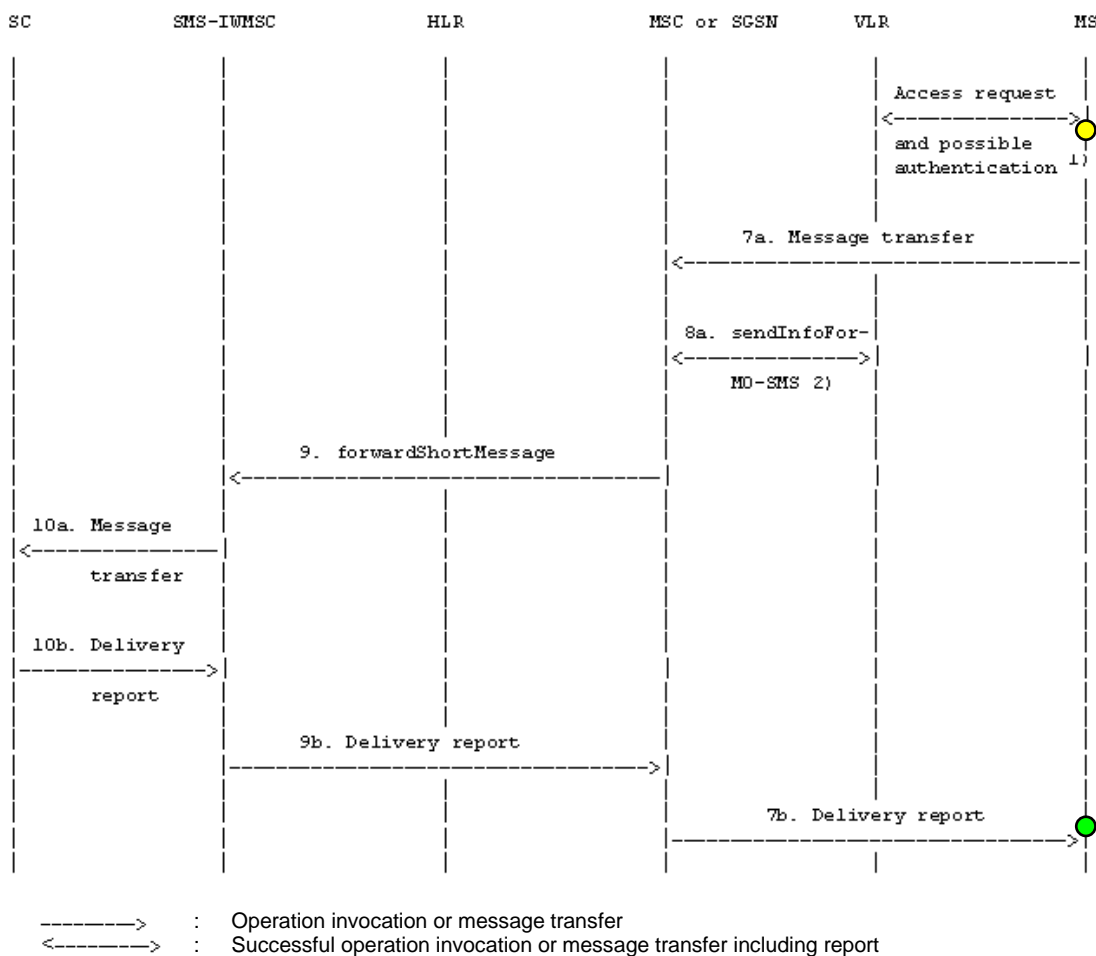 SC SMS-IWMSC HLR MSC or SGSN VLR MS
Access request
and possible
authentication 1)
7a. Message transfer
8a. sendInfoFor-
MO-SMS 2)
9. forwardShortMessage
10a. Message
transfer
10b. Delivery
report
9b. Delivery report
7b. Delivery report
: Operation invocation or message transfer
: Successful operation invocation or message transfer including report